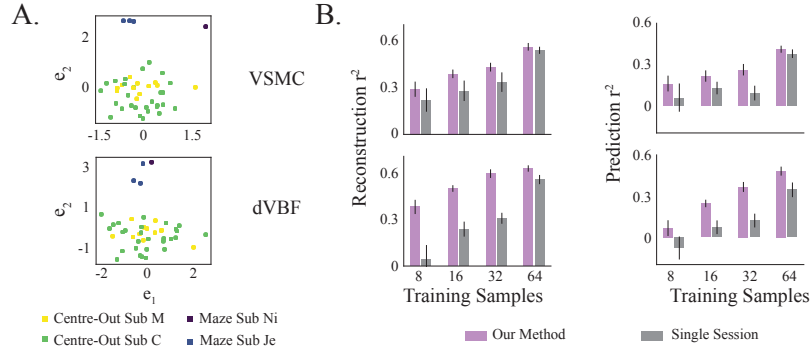 A.
B.
e2
2
0
-1.5
0
1.5
VSMC
e2
3
1
-1
-2
0
2
e1
dVBF
Centre-Out Sub M
Maze Sub Ni
Centre-Out Sub C
Maze Sub Je
Reconstruction r²
0.6
0.3
0
0.6
0.3
0
8
16
32
64
Training Samples
Prediction r²
0.6
0.3
0
0.6
0.3
0
8
16
32
64
Training Samples
Our Method
Single Session